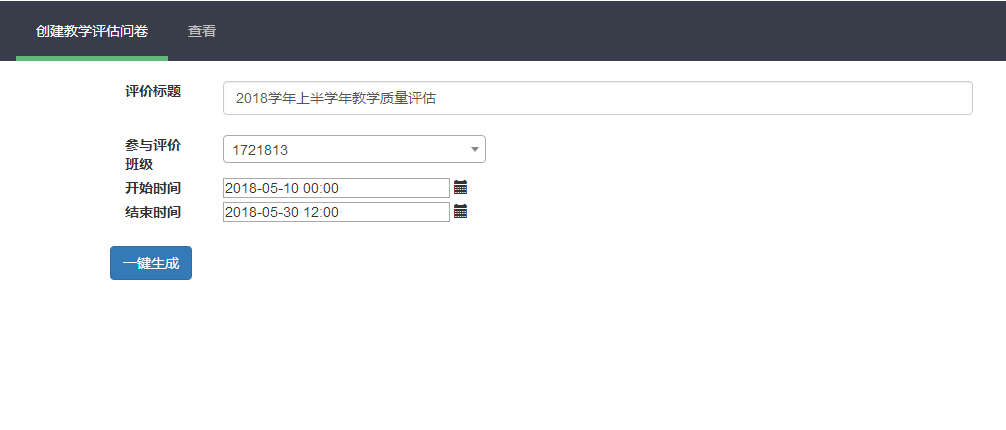 创建教学评估问卷 查看
评价标题 2018学年上半学年教学质量评估
参与评价
班级
1721813
开始时间 2018-05-10 00:00
结束时间 2018-05-30 12:00
一键生成